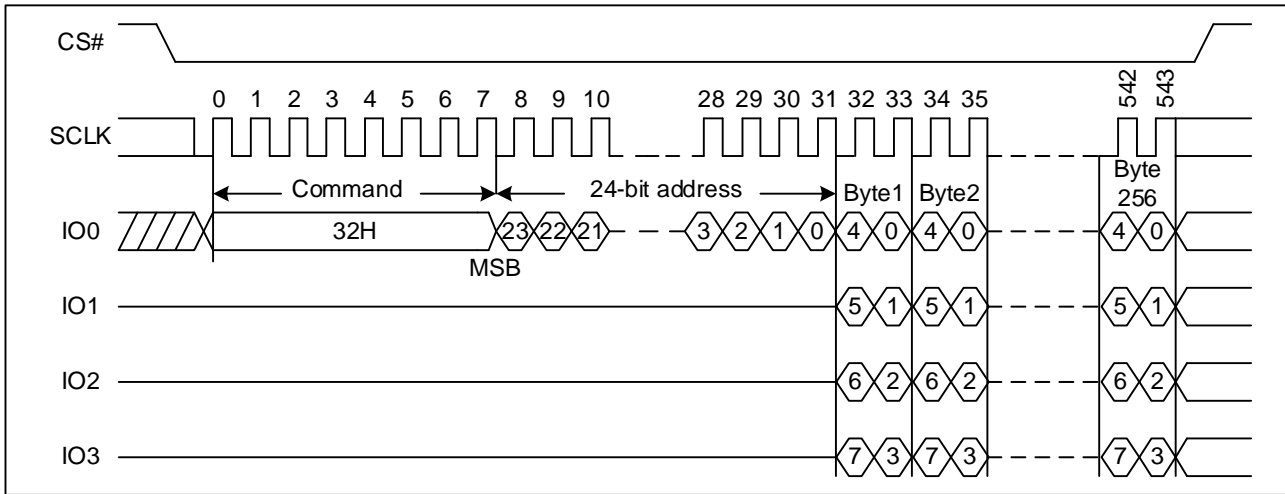 CS#
0 1 2 3 4 5 6 7 8 9 10 28 29 30 31 32 33 34 35 542 543
SCLK
Command 24-bit address Byte1 Byte2 Byte 256
IO0 32H 23 22 21 3 2 1 0 4 0 4 0 4 0
MSB
IO1 5 1 5 1 5 1
IO2 6 2 6 2 6 2
IO3 7 3 7 3 7 3